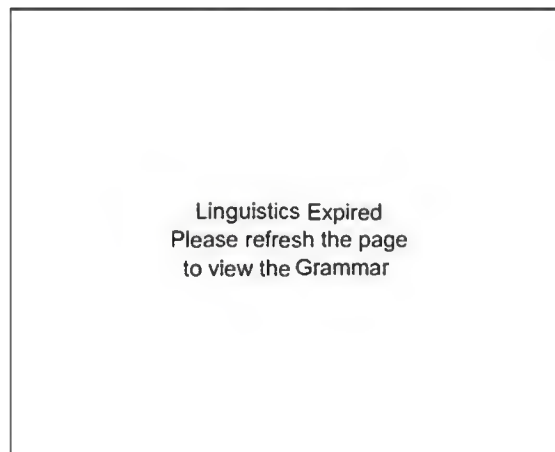 Linguistics Expired
Please refresh the page
to view the Grammar